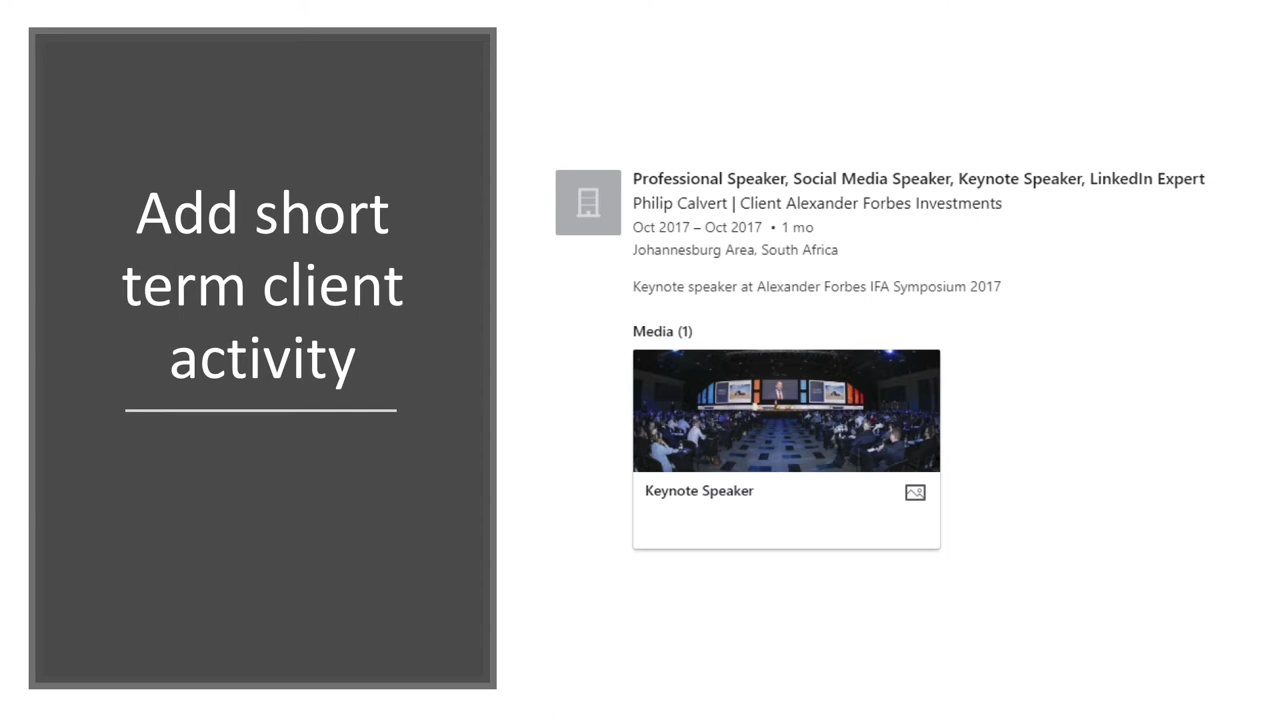 Add short
term client
activity
Professional Speaker, Social Media Speaker, Keynote Speaker, LinkedIn Expert
Philip Calvert | Client Alexander Forbes Investments
Oct 2017 – Oct 2017 • 1 mo
Johannesburg Area, South Africa
Keynote speaker at Alexander Forbes IFA Symposium 2017
Media (1)
Keynote Speaker